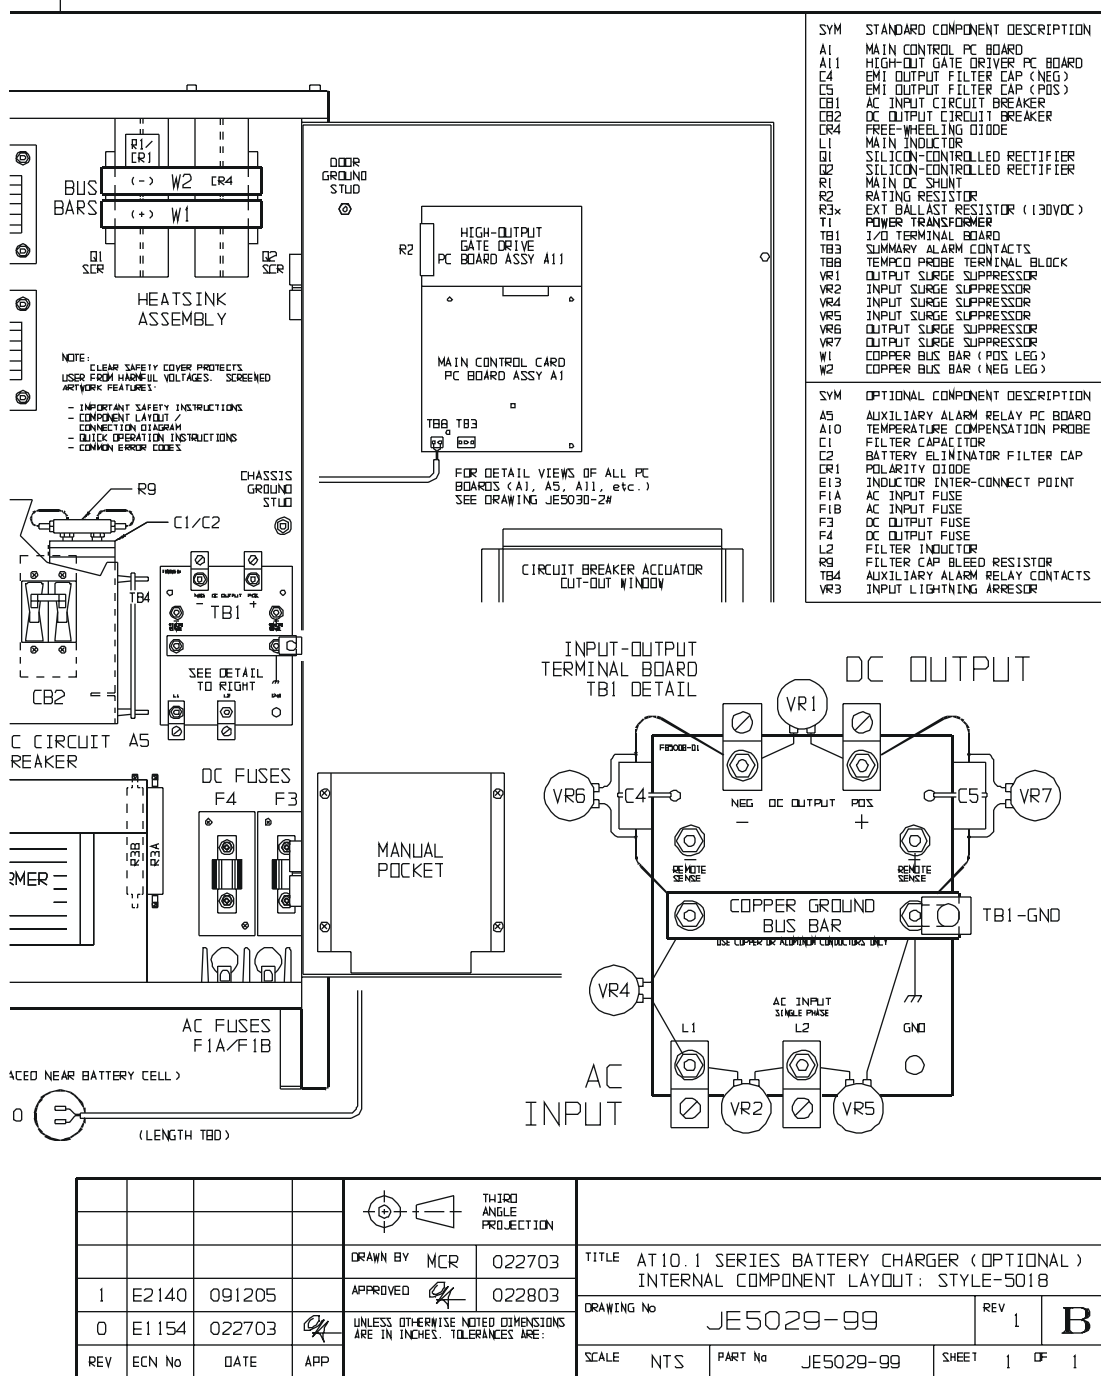 SYM STANDARD COMPONENT DESCRIPTION
A1 MAIN CONTROL PC BOARD
A11 HIGH-OUT GATE DRIVER PC BOARD
C4 EMI OUTPUT FILTER CAP (NEG)
C5 EMI OUTPUT FILTER CAP (POS)
CB1 AC INPUT CIRCUIT BREAKER
CB2 DC OUTPUT CIRCUIT BREAKER
CR4 FREE-WHEELING DIODE
L1 MAIN INDUCTOR
Q1 SILICON-CONTROLLED RECTIFIER
Q2 SILICON-CONTROLLED RECTIFIER
R1 MAIN DC SHUNT
R2 RATING RESISTOR
R3x EXT BALLAST RESISTOR (130VDC)
T1 POWER TRANSFORMER
TB1 I/O TERMINAL BOARD
TB3 SUMMARY ALARM CONTACTS
TB8 TEMPCO PROBE TERMINAL BLOCK
VR1 OUTPUT SURGE SUPPRESSOR
VR2 INPUT SURGE SUPPRESSOR
VR4 INPUT SURGE SUPPRESSOR
VR5 INPUT SURGE SUPPRESSOR
VR6 OUTPUT SURGE SUPPRESSOR
VR7 OUTPUT SURGE SUPPRESSOR
W1 COPPER BUS BAR (POS LEG)
W2 COPPER BUS BAR (NEG LEG)
SYM OPTIONAL COMPONENT DESCRIPTION
A5 AUXILIARY ALARM RELAY PC BOARD
A10 TEMPERATURE COMPENSATION PROBE
C1 FILTER CAPACITOR
C2 BATTERY ELIMINATOR FILTER CAP
CR1 POLARITY DIODE
E13 INDUCTOR INTER-CONNECT POINT
F1A AC INPUT FUSE
F1B AC INPUT FUSE
F3 DC OUTPUT FUSE
F4 DC OUTPUT FUSE
L2 FILTER INDUCTOR
R9 FILTER CAP BLEED RESISTOR
TB4 AUXILIARY ALARM RELAY CONTACTS
VR3 INPUT LIGHTNING ARRESOR
R1/
CR1
BUS
BARS
(-) W2 CR4
(+) W1
Q1
SCR
Q2
SCR
HEATSINK
ASSEMBLY
DOOR
GROUND
STUD
R2
HIGH-OUTPUT
GATE DRIVE
PC BOARD ASSY A11
MAIN CONTROL CARD
PC BOARD ASSY A1
TB8 TB3
NOTE:
CLEAR SAFETY COVER PROTECTS
USER FROM HARMFUL VOLTAGES. SCREENED
ARTWORK FEATURES:
- IMPORTANT SAFETY INSTRUCTIONS
- COMPONENT LAYOUT /
CONNECTION DIAGRAM
- QUICK OPERATION INSTRUCTIONS
- COMMON ERROR CODES
FOR DETAIL VIEWS OF ALL PC
BOARDS (A1, A5, A11, etc.)
SEE DRAWING JE5030-2#
CHASSIS
GROUND
STUD
R9
C1/C2
CIRCUIT BREAKER ACCUATOR
CUT-OUT WINDOW
TB4
NEG DC OUTPUT POS
- +
TB1
SEE DETAIL
TO RIGHT
L1 L2
CB2
C CIRCUIT
REAKER
A5
DC FUSES
F4 F3
R3B
R3A
RMER
MANUAL
POCKET
AC FUSES
F1A/F1B
ACED NEAR BATTERY CELL)
0
(LENGTH TBD)
INPUT-OUTPUT
TERMINAL BOARD
TB1 DETAIL
DC OUTPUT
VR1
VR6
C4
C5
VR7
NEG DC OUTPUT POS
- +
REMOTE
SENSE
REMOTE
SENSE
COPPER GROUND
BUS BAR
TB1-GND
USE COPPER OR ALUMINUM CONDUCTORS ONLY
VR4
AC INPUT
SINGLE PHASE
L1 L2 GND
AC
INPUT
VR2
VR5
THIRD
ANGLE
PROJECTION
DRAWN BY MCR 022703
APPROVED 022803
UNLESS OTHERWISE NOTED DIMENSIONS
ARE IN INCHES. TOLERANCES ARE:
1 E2140 091205
0 E1154 022703
REV ECN No DATE APP
TITLE AT10.1 SERIES BATTERY CHARGER (OPTIONAL)
INTERNAL COMPONENT LAYOUT: STYLE-5018
DRAWING No JE5029-99 REV 1 B
SCALE NTS PART No JE5029-99 SHEET 1 OF 1